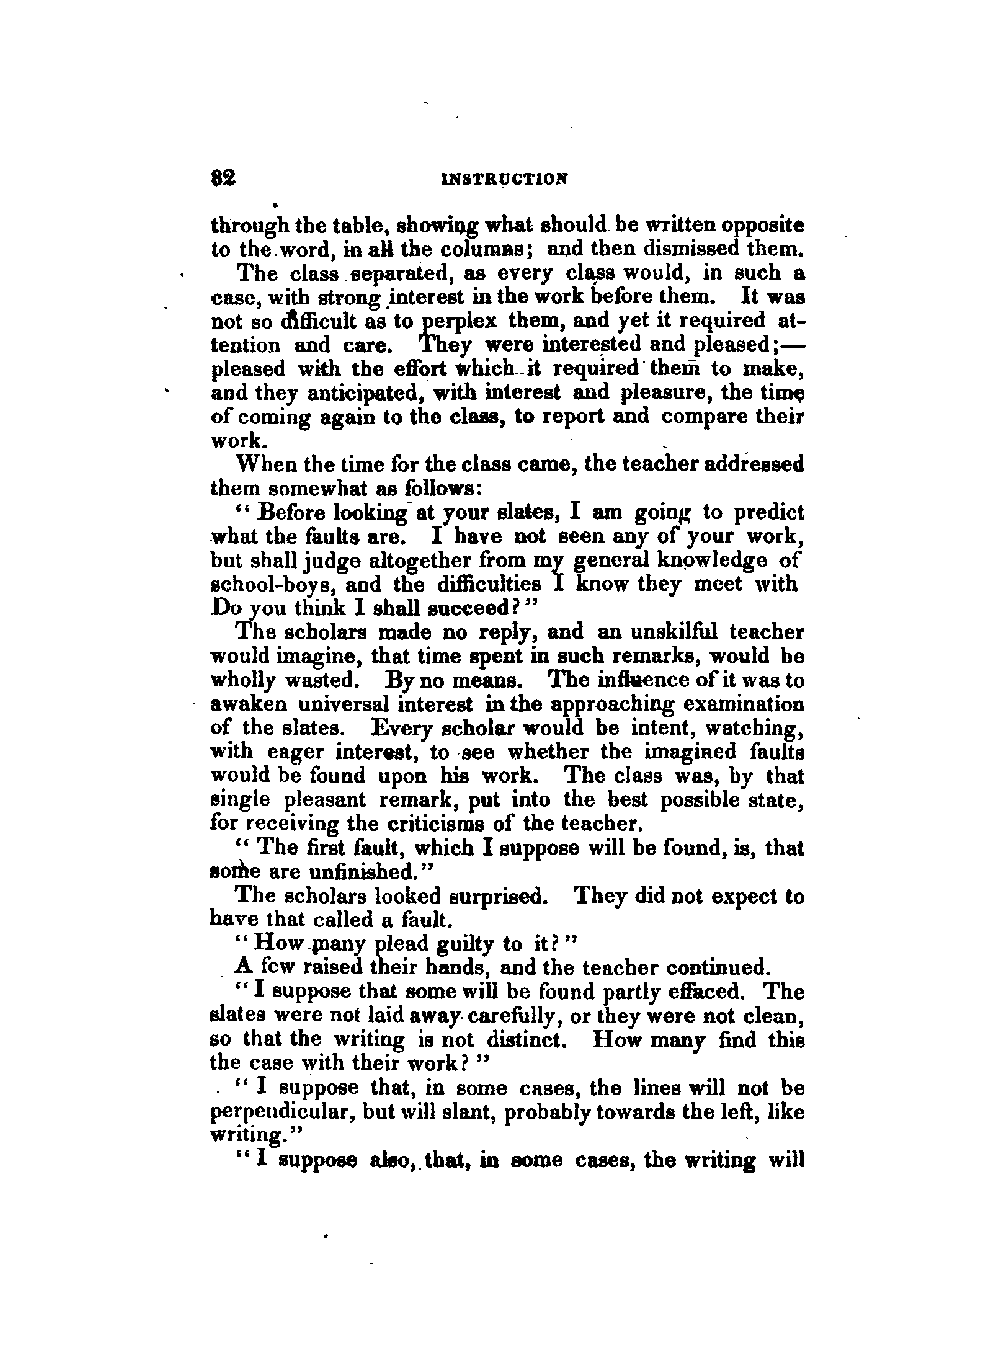 82 INSTRUCTION
through the table, showing what should be written opposite
to the word, in all the columns; and then dismissed them.
The class separated, as every class would, in such a
case, with strong interest in the work before them. It was
not so difficult as to perplex them, and yet it required at-
tention and care. They were interested and pleased;—
pleased with the effort which it required them to make,
and they anticipated, with interest and pleasure, the time
of coming again to the class, to report and compare their
work.
When the time for the class came, the teacher addressed
them somewhat as follows:
“Before looking at your slates, I am going to predict
what the faults are. I have not seen any of your work,
but shall judge altogether from my general knowledge of
school-boys, and the difficulties I know they meet with
Do you think I shall succeed?”
The scholars made no reply, and an unskilful teacher
would imagine, that time spent in such remarks, would be
wholly wasted. By no means. The influence of it was to
awaken universal interest in the approaching examination
of the slates. Every scholar would be intent, watching,
with eager interest, to see whether the imagined faults
would be found upon his work. The class was, by that
single pleasant remark, put into the best possible state,
for receiving the criticisms of the teacher.
“The first fault, which I suppose will be found, is, that
some are unfinished.”
The scholars looked surprised. They did not expect to
have that called a fault.
“How many plead guilty to it?”
A few raised their hands, and the teacher continued.
“I suppose that some will be found partly effaced. The
slates were not laid away carefully, or they were not clean,
so that the writing is not distinct. How many find this
the case with their work?”
“I suppose that, in some cases, the lines will not be
perpendicular, but will slant, probably towards the left, like
writing.”
“I suppose also, that, in some cases, the writing will